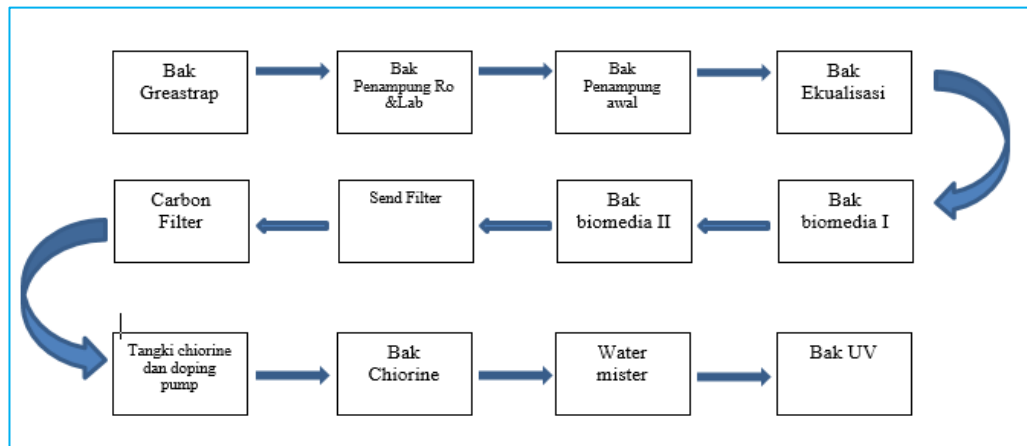 Bak
Greastrap
Bak
Penampung Ro
&Lab
Bak
Penampung
awal
Bak
Ekualisasi
Carbon
Filter
Send Filter
Bak
biomedia II
Bak
biomedia I
Tangki chiorine
dan doping
pump
Bak
Chiorine
Water
mister
Bak UV